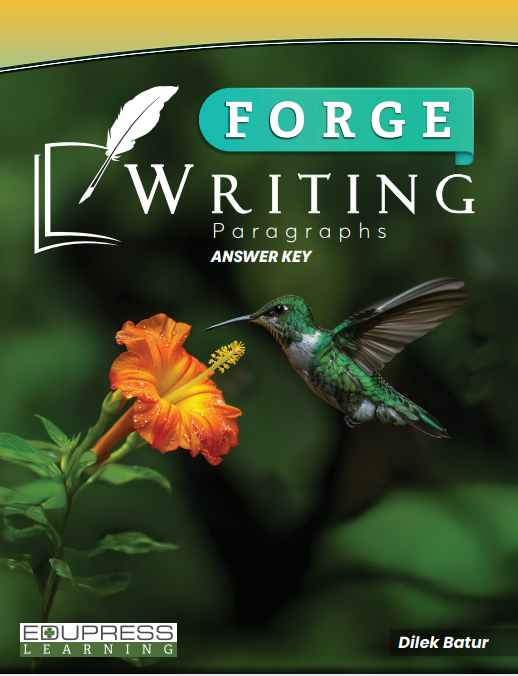 FORGE
WRITING
Paragraphs
ANSWER KEY
EDUPRESS
LEARNING
Dilek Batur